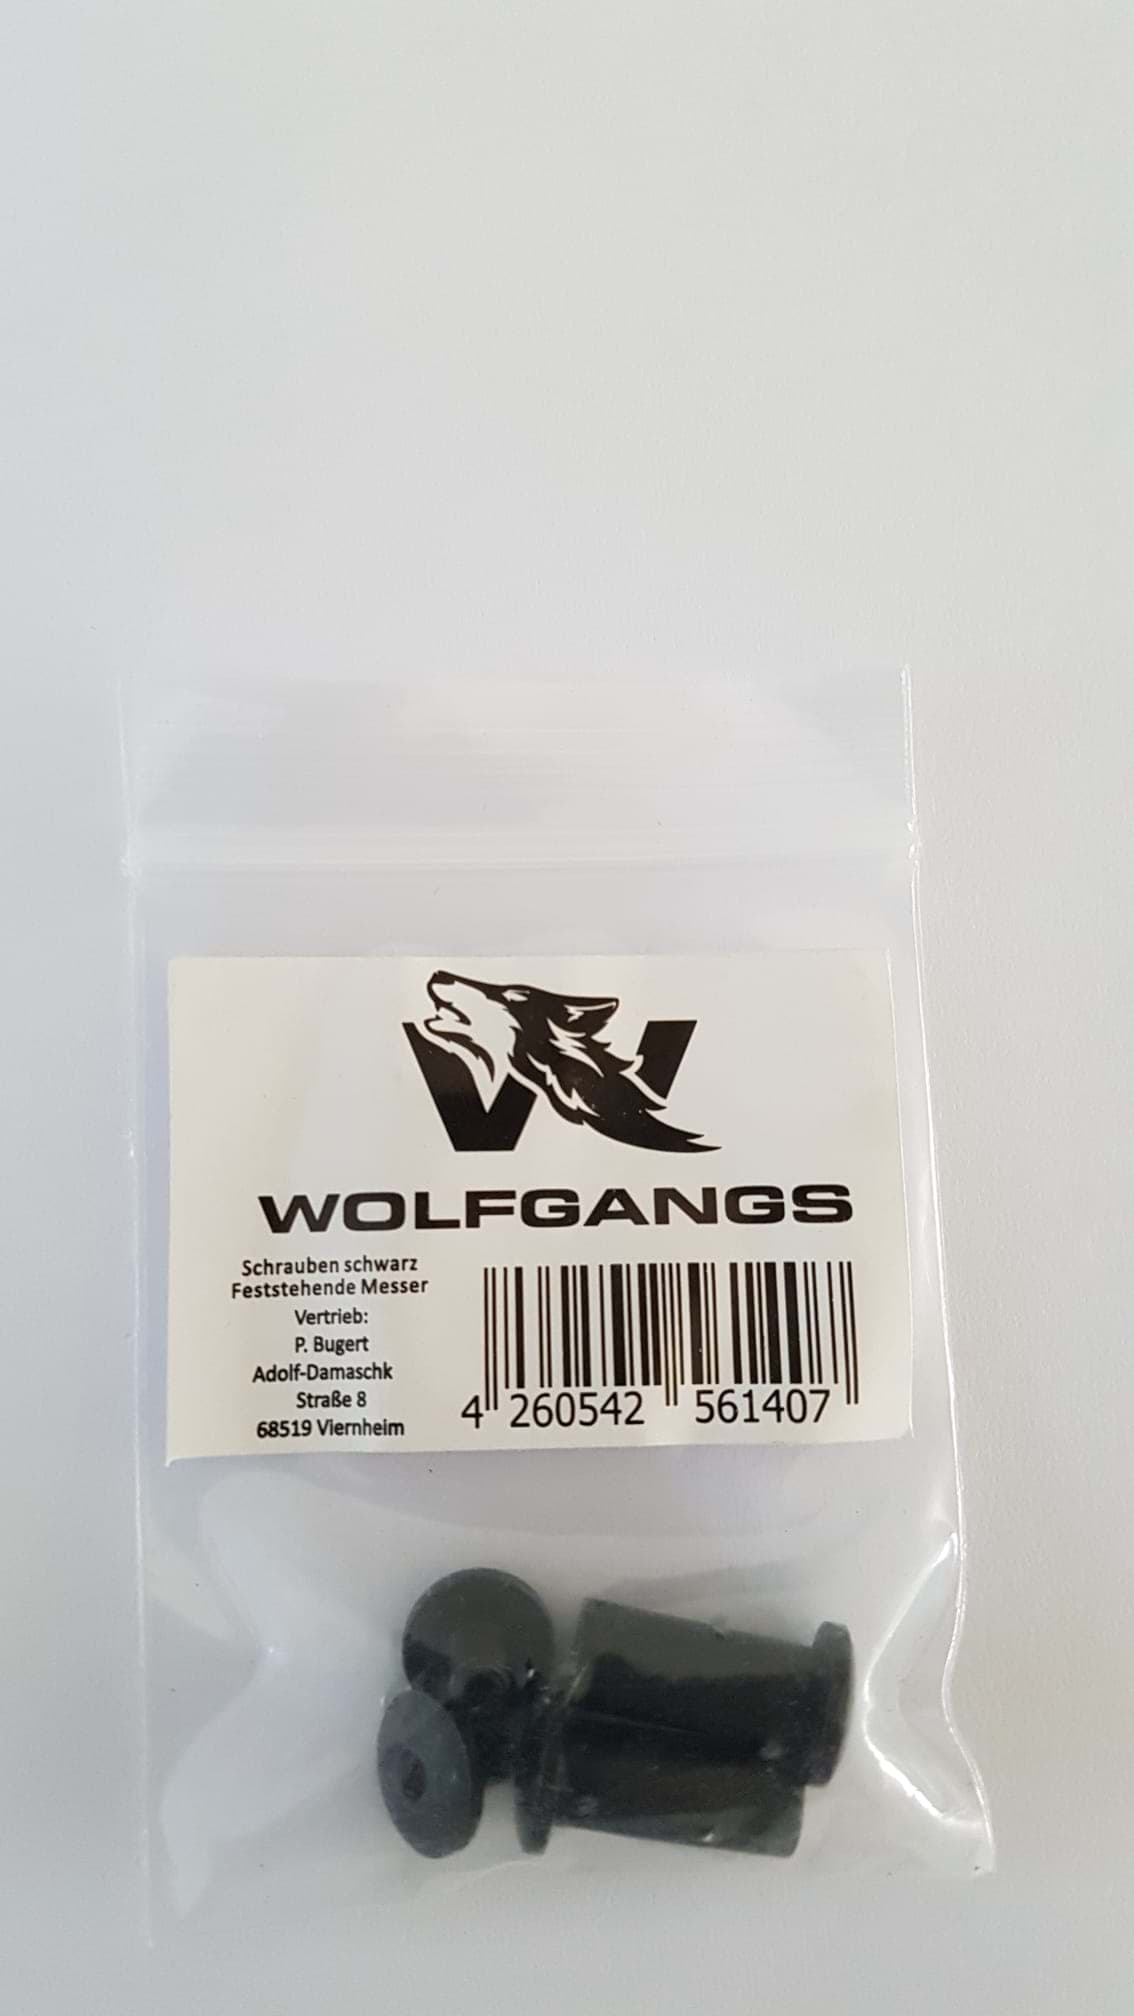 WOLFGANGS
Schrauben schwarz
Feststehende Messer
Vertrieb:
P. Bugert
Adolf-Damaschk
Straße 8
68519 Viernheim
4 260542 561407